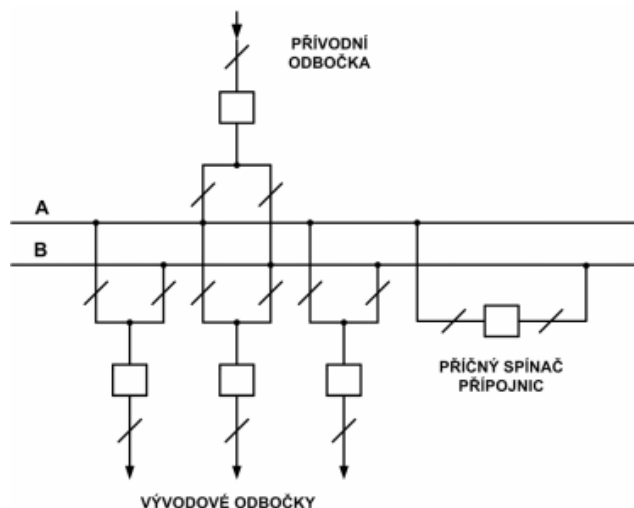 PŘÍVODNÍ
ODBOČKA
A
B
PŘÍČNÝ SPÍNAČ
PŘÍPOJNIC
VÝVODOVÉ ODBOČKY